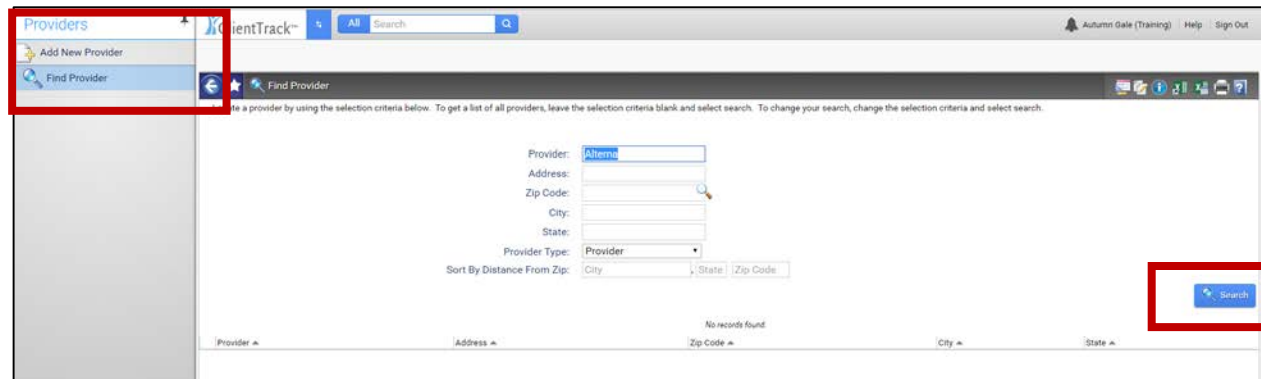 Providers
ClientTrack™ All Search
Autumn Gale (Training) Help Sign Out
Add New Provider
Find Provider
Find Provider
a provider by using the selection criteria below. To get a list of all providers, leave the selection criteria blank and select search. To change your search, change the selection criteria and select search.
Provider: Alterna
Address:
Zip Code:
City:
State:
Provider Type: Provider
Sort By Distance From Zip: City , State Zip Code
Search
No records found.
Provider Address Zip Code City State